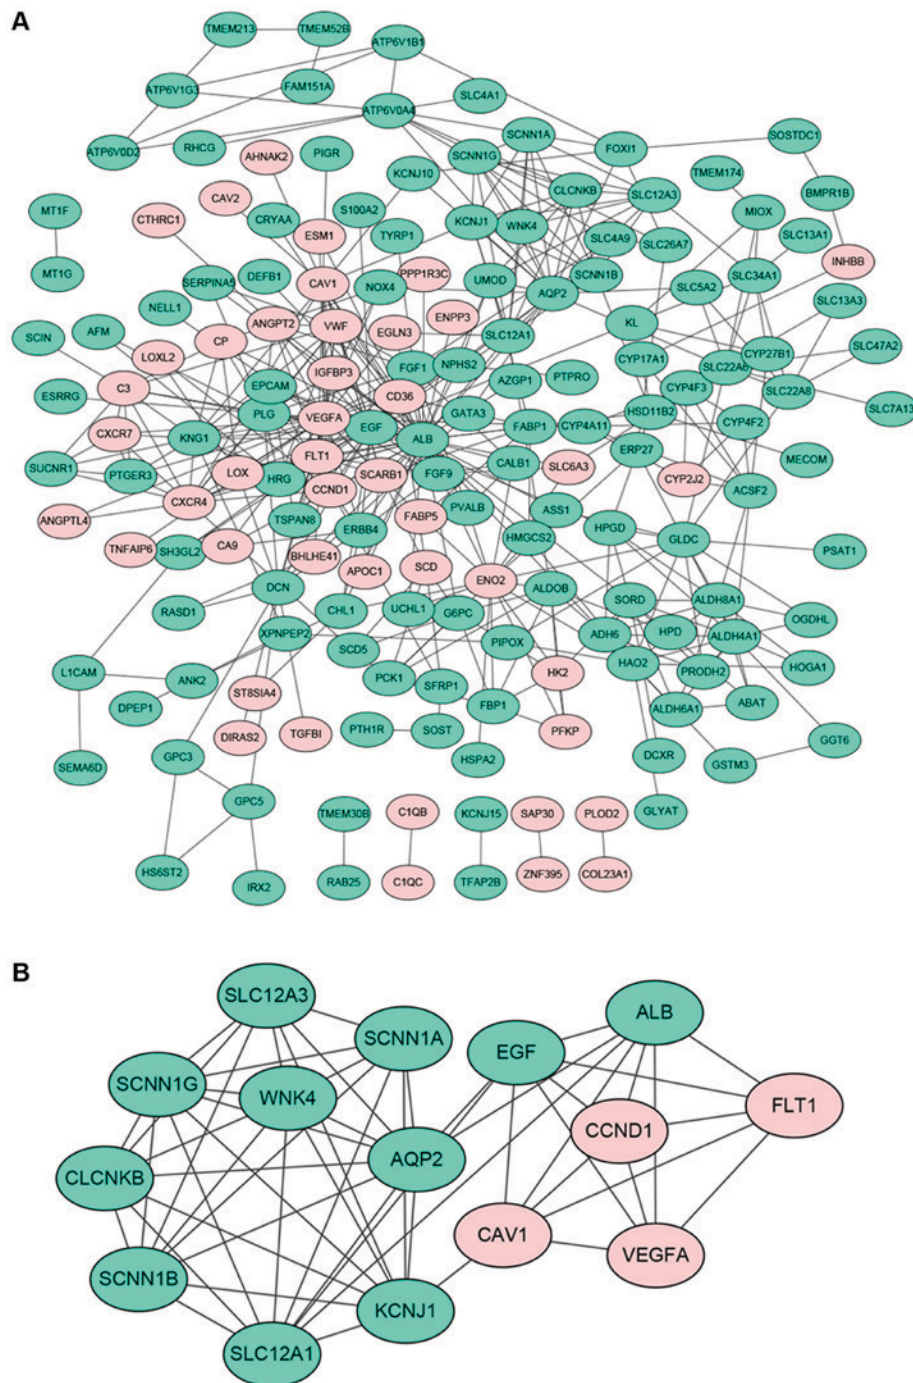 A
TMEM213
TMEM52B
ATP6V1B1
ATP6V1G3
FAM151A
SLC4A1
ATP6V0A4
SCNN1A
SOSTDC1
ATP6V0D2
RHCG
AHNAK2
PIGR
SCNN1G
FOXI1
KCNJ10
TMEM174
CLCNKB
SLC12A3
BMPR1B
CAV2
S100A2
MT1F
CTHRC1
CRYAA
KCNJ1
WNK4
MIOX
ESM1
TYRP1
SLC4A9
SLC26A7
SLC13A1
INHBB
MT1G
SERPINA5
DEFB1
CAV1
NOX4
PPP1R3C
UMOD
SCNN1B
SLC34A1
SLC5A2
AQP2
SLC13A3
NELL1
ANGPT2
VWF
EGLN3
ENPP3
KL
SCIN
AFM
CP
SLC12A1
SLC47A2
LOXL2
CYP17A1
CYP27B1
IGFBP3
FGF1
NPHS2
SLC22A6
C3
EPCAM
CD36
AZGP1
PTPRO
CYP4F3
SLC22A8
ESRRG
PLG
VEGFA
GATA3
FABP1
HSD11B2
SLC7A13
CXCR7
KNG1
EGF
ALB
CYP4A11
CYP4F2
SUCNR1
PTGER3
LOX
FLT1
CALB1
ERP27
MECOM
HRG
SCARB1
FGF9
SLC6A3
CYP2J2
ACSF2
CXCR4
CCND1
ANGPTL4
TSPAN8
FABP5
PVALB
ASS1
TNFAIP6
CA9
ERBB4
HPGD
HMGCS2
GLDC
SH3GL2
BHLHE41
PSAT1
APOC1
SCD
ENO2
ALDOB
DCN
SORD
ALDH8A1
RASD1
CHL1
UCHL1
G6PC
OGDHL
XPNPEP2
ADH6
HPD
ALDH4A1
SCD5
PIPOX
L1CAM
HAO2
PRODH2
HOGA1
ANK2
PCK1
HK2
DPEP1
ST8SIA4
SFRP1
FBP1
ALDH6A1
ABAT
DIRAS2
TGFBI
PTH1R
SOST
PFKP
GGT6
SEMA6D
GPC3
HSPA2
DCXR
GSTM3
GPC5
TMEM30B
C1QB
KCNJ15
SAP30
PLOD2
GLYAT
HS6ST2
IRX2
RAB25
C1QC
TFAP2B
ZNF395
COL23A1
B
SLC12A3
ALB
SCNN1A
EGF
SCNN1G
WNK4
FLT1
CCND1
AQP2
CLCNKB
CAV1
VEGFA
SCNN1B
KCNJ1
SLC12A1